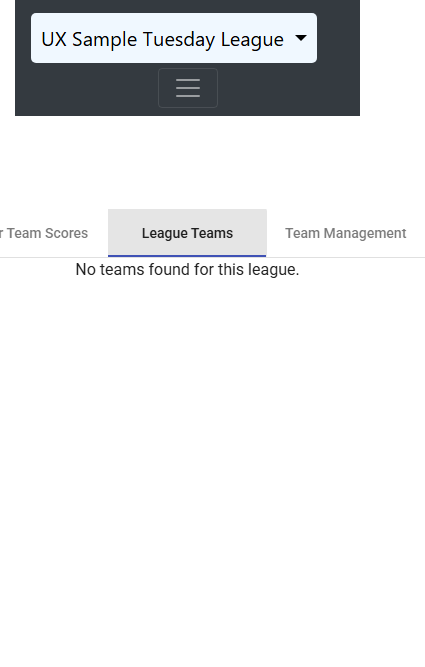 UX Sample Tuesday League
r Team Scores League Teams Team Management
No teams found for this league.